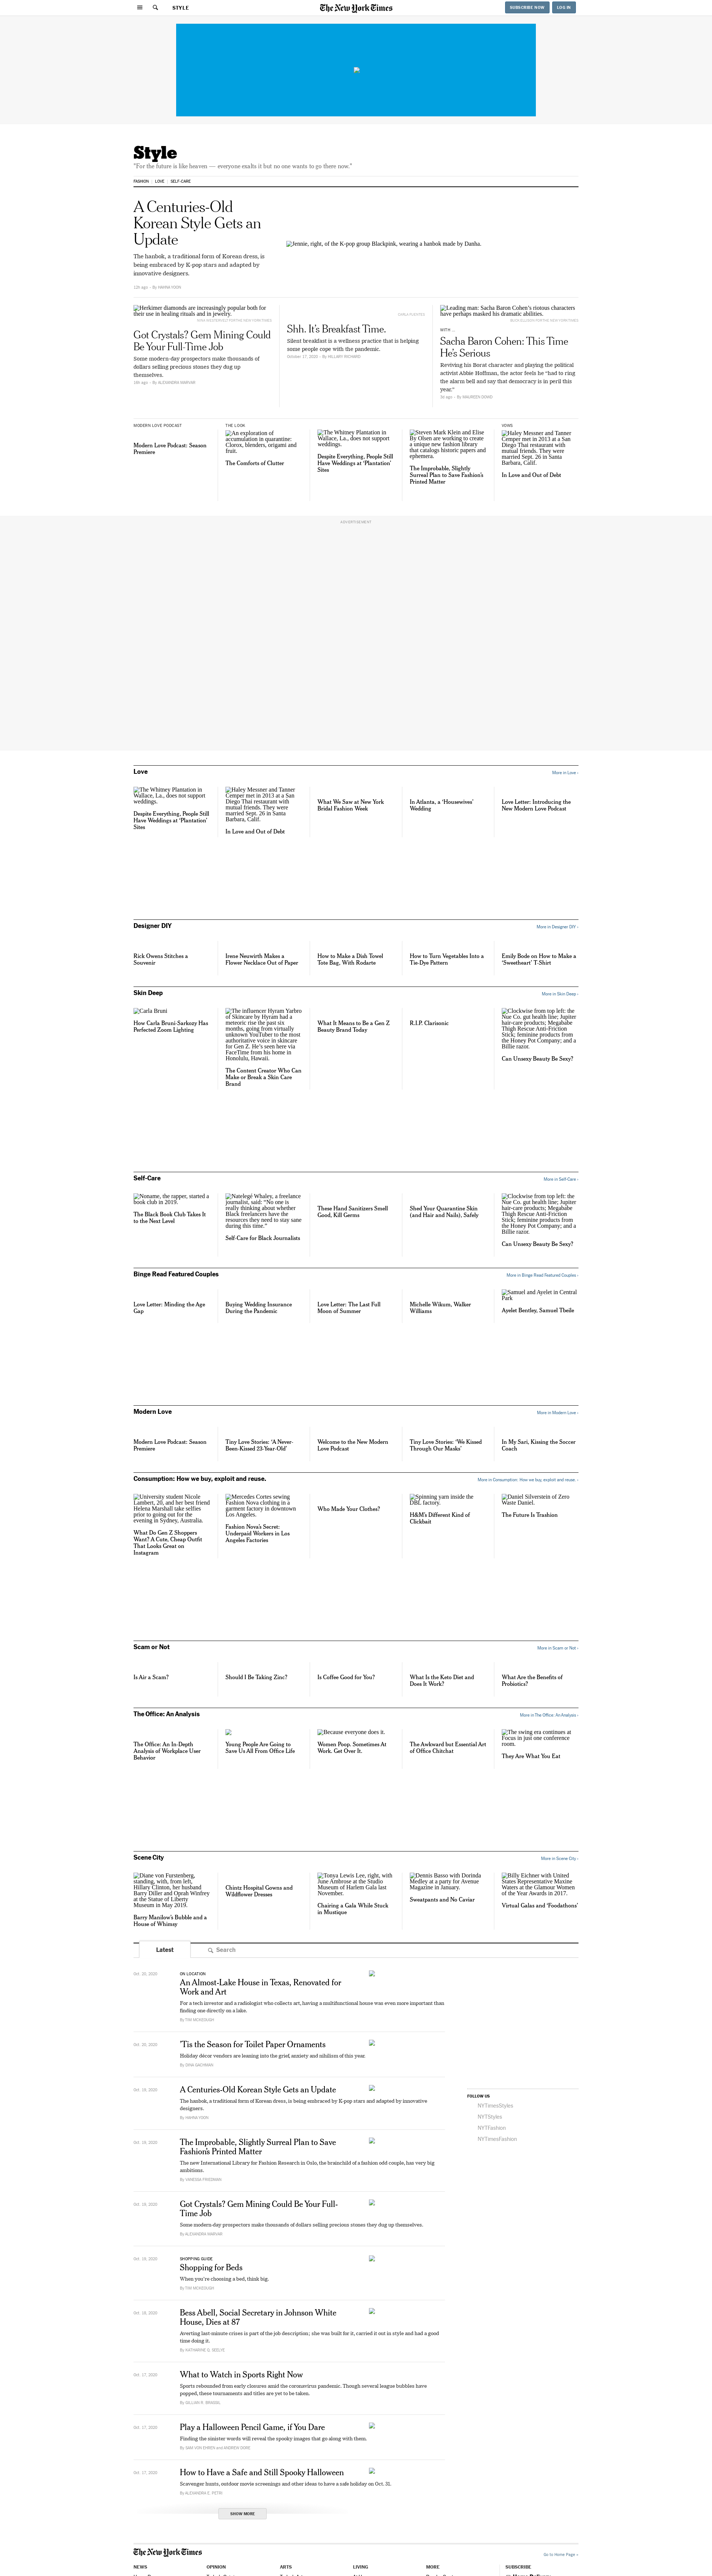 STYLE
The New York Times
SUBSCRIBE NOW
LOG IN
Style
"For the future is like heaven — everyone exalts it but no one wants to go there now."
FASHION
LOVE
SELF-CARE
A Centuries-Old
Korean Style Gets an
Update
The hanbok, a traditional form of Korean dress, is
being embraced by K-pop stars and adapted by
innovative designers.
Jennie, right, of the K-pop group Blackpink, wearing a hanbok made by Danha.
Herkimer diamonds are increasingly popular both for
their use in healing rituals and in jewelry.
Got Crystals? Gem Mining Could
Be Your Full-Time Job
Some modern-day prospectors make thousands of
dollars selling precious stones they dug up
themselves.
18h ago · By ALEXANDRA MARVAR
Shh. It's Breakfast Time.
Silent breakfast is a wellness practice that is helping
some people cope with the pandemic.
October 17, 2020 · By HILLARY RICHARD
Leading man: Sacha Baron Cohen's riotous characters
have perhaps masked his dramatic abilities.
WITH ...
Sacha Baron Cohen: This Time
He's Serious
Reviving his Borat character and playing the political
activist Abbie Hoffman, the actor feels he "had to ring
the alarm bell and say that democracy is in peril this
year."
3d ago · By MAUREEN DOWD
MODERN LOVE PODCAST
Modern Love Podcast: Season
Premiere
THE LOOK
An exploration of
accumulation in quarantine:
Clorox, blenders, origami and
fruit.
The Comforts of Clutter
The Whitney Plantation in
Wallace, La., does not support
weddings.
Despite Everything, People Still
Have Weddings at 'Plantation'
Sites
Steven Mark Klein and Elise
By Olsen are working to create
a unique new fashion library
that catalogs historic papers and
ephemera.
The Improbable, Slightly
Surreal Plan to Save Fashion's
Printed Matter
VOWS
Haley Messner and Tanner
Cemper met in 2013 at a San
Diego Thai restaurant with
mutual friends. They were
married Sept. 26 in Santa
Barbara, Calif.
In Love and Out of Debt
ADVERTISEMENT
Love
More in Love ›
The Whitney Plantation in
Wallace, La., does not support
weddings.
Despite Everything, People Still
Have Weddings at 'Plantation'
Sites
Haley Messner and Tanner
Cemper met in 2013 at a San
Diego Thai restaurant with
mutual friends. They were
married Sept. 26 in Santa
Barbara, Calif.
In Love and Out of Debt
What We Saw at New York
Bridal Fashion Week
In Atlanta, a 'Housewives'
Wedding
Love Letter: Introducing the
New Modern Love Podcast
Designer DIY
More in Designer DIY ›
Rick Owens Stitches a
Souvenir
Irene Neuwirth Makes a
Flower Necklace Out of Paper
How to Make a Dish Towel
Tote Bag, With Rodarte
How to Turn Vegetables Into a
Tie-Dye Pattern
Emily Bode on How to Make a
'Sweetheart' T-Shirt
Skin Deep
More in Skin Deep ›
Carla Bruni
How Carla Bruni-Sarkozy Has
Perfected Zoom Lighting
The influencer Hyram Yarbro
of Skincare by Hyram had a
meteoric rise the past six
months, going from virtually
unknown YouTuber to the most
authoritative voice in skincare
for Gen Z. He's seen here via
FaceTime from his home in
Honolulu, Hawaii.
The Content Creator Who Can
Make or Break a Skin Care
Brand
What It Means to Be a Gen Z
Beauty Brand Today
R.I.P. Clarisonic
Clockwise from top left: the
Nue Co. gut health line; Jupiter
hair-care products; Megababe
Thigh Rescue Anti-Friction
Stick; feminine products from
the Honey Pot Company; and a
Billie razor.
Can Unsexy Beauty Be Sexy?
Self-Care
More in Self-Care ›
Noname, the rapper, started a
book club in 2019.
The Black Book Club Takes It
to the Next Level
Natelegé Whaley, a freelance
journalist, said: "No one is
really thinking about whether
Black freelancers have the
resources they need to stay sane
during this time."
Self-Care for Black Journalists
These Hand Sanitizers Smell
Good, Kill Germs
Shed Your Quarantine Skin
(and Hair and Nails), Safely
Clockwise from top left: the
Nue Co. gut health line; Jupiter
hair-care products; Megababe
Thigh Rescue Anti-Friction
Stick; feminine products from
the Honey Pot Company; and a
Billie razor.
Can Unsexy Beauty Be Sexy?
Binge Read Featured Couples
More in Binge Read Featured Couples ›
Love Letter: Minding the Age
Gap
Buying Wedding Insurance
During the Pandemic
Love Letter: The Last Full
Moon of Summer
Michelle Wikum, Walker
Williams
Samuel and Ayelet in Central
Park
Ayelet Bentley, Samuel Theile
Modern Love
More in Modern Love ›
Modern Love Podcast: Season
Premiere
Tiny Love Stories: 'A Never-
Been-Kissed 23-Year-Old'
Welcome to the New Modern
Love Podcast
Tiny Love Stories: 'We Kissed
Through Our Masks'
In My Sari, Kissing the Soccer
Coach
Consumption: How we buy, exploit and reuse.
More in Consumption: How we buy, exploit and reuse. ›
University student Nicole
Lambert, 20, and her best friend
Helena Marshall take selfies
prior to going out for the
evening in Sydney, Australia.
What Do Gen Z Shoppers
Want? A Cute, Cheap Outfit
That Looks Great on
Instagram
Mercedes Cortes sewing
Fashion Nova clothing in a
garment factory in downtown
Los Angeles.
Fashion Nova's Secret:
Underpaid Workers in Los
Angeles Factories
Who Made Your Clothes?
Spinning yarn inside the
DBL factory.
H&M's Different Kind of
Clickbait
Daniel Silverstein of Zero
Waste Daniel.
The Future Is Trashion
Scam or Not
More in Scam or Not ›
Is Air a Scam?
Should I Be Taking Zinc?
Is Coffee Good for You?
What Is the Keto Diet and
Does It Work?
What Are the Benefits of
Probiotics?
The Office: An Analysis
More in The Office: An Analysis ›
The Office: An In-Depth
Analysis of Workplace User
Behavior
Young People Are Going to
Save Us All From Office Life
Because everyone does it.
Women Poop. Sometimes At
Work. Get Over It.
The Awkward but Essential Art
of Office Chitchat
The swing era continues at
Focus in just one conference
room.
They Are What You Eat
Scene City
More in Scene City ›
Diane von Furstenberg,
standing, with, from left,
Hillary Clinton, her husband
Barry Diller and Oprah Winfrey
at the Statue of Liberty
Museum in May 2019.
Barry Manilow's Bubble and a
House of Whimsy
Chintz Hospital Gowns and
Wildflower Dresses
Tonya Lewis Lee, right, with
Anne Ambrose at the Studio
Museum of Harlem Gala last
November.
Chairing a Gala While Stuck
in Mustique
Dennis Basso with Dorinda
Medley at a party for Avenue
Magazine in January.
Sweatpants and No Caviar
Billy Eichner with United
States Representative Maxine
Waters at the Glamour Women
of the Year Awards in 2017.
Virtual Galas and 'Foodathons'
Latest
Search
Oct. 20, 2020
ON LOCATION
An Almost-Lake House in Texas, Renovated for
Work and Art
For a tech investor and a radiologist who collects art, having a multifunctional house was even more important than
finding one directly on a lake.
By TIM MCKEOUGH
Oct. 20, 2020
'Tis the Season for Toilet Paper Ornaments
Holiday décor vendors are leaning into the grief, anxiety and nihilism of this year.
By DINA GACHMAN
Oct. 19, 2020
A Centuries-Old Korean Style Gets an Update
The hanbok, a traditional form of Korean dress, is being embraced by K-pop stars and adapted by innovative
designers.
By HAHNA YOON
Oct. 19, 2020
The Improbable, Slightly Surreal Plan to Save
Fashion's Printed Matter
The new International Library for Fashion Research in Oslo, the brainchild of a fashion odd couple, has very big
ambitions.
By VANESSA FRIEDMAN
Oct. 19, 2020
Got Crystals? Gem Mining Could Be Your Full-
Time Job
Some modern-day prospectors make thousands of dollars selling precious stones they dug up themselves.
By ALEXANDRA MARVAR
Oct. 19, 2020
SHOPPING GUIDE
Shopping for Beds
When you're choosing a bed, think big.
By TIM MCKEOUGH
Bess Abell, Social Secretary in Johnson White
House, Dies at 87
Averting last-minute crises is part of the job description; she was built for it, carried it out in style and had a good
time doing it.
By KATHARINE Q. SEELYE
Oct. 17, 2020
What to Watch in Sports Right Now
Sports rebounded from early closures amid the coronavirus pandemic. Though several league bubbles have
popped, these tournaments and titles are yet to be taken.
By GILLIAN R. BRASSIL
Oct. 17, 2020
Play a Halloween Pencil Game, if You Dare
Finding the sinister words will reveal the spooky images that go along with them.
By SAM VON EHREN and ANDREW DORE
Oct. 17, 2020
How to Have a Safe and Still Spooky Halloween
Scavenger hunts, outdoor movie screenings and other ideas to have a safe holiday on Oct. 31.
By ALEXANDRA E. PETRI
SHOW MORE
FOLLOW US
NYTimesStyles
NYTStyles
NYTFashion
NYTimesFashion
The New York Times
Go to Home Page »
NEWS
OPINION
ARTS
LIVING
MORE
SUBSCRIBE